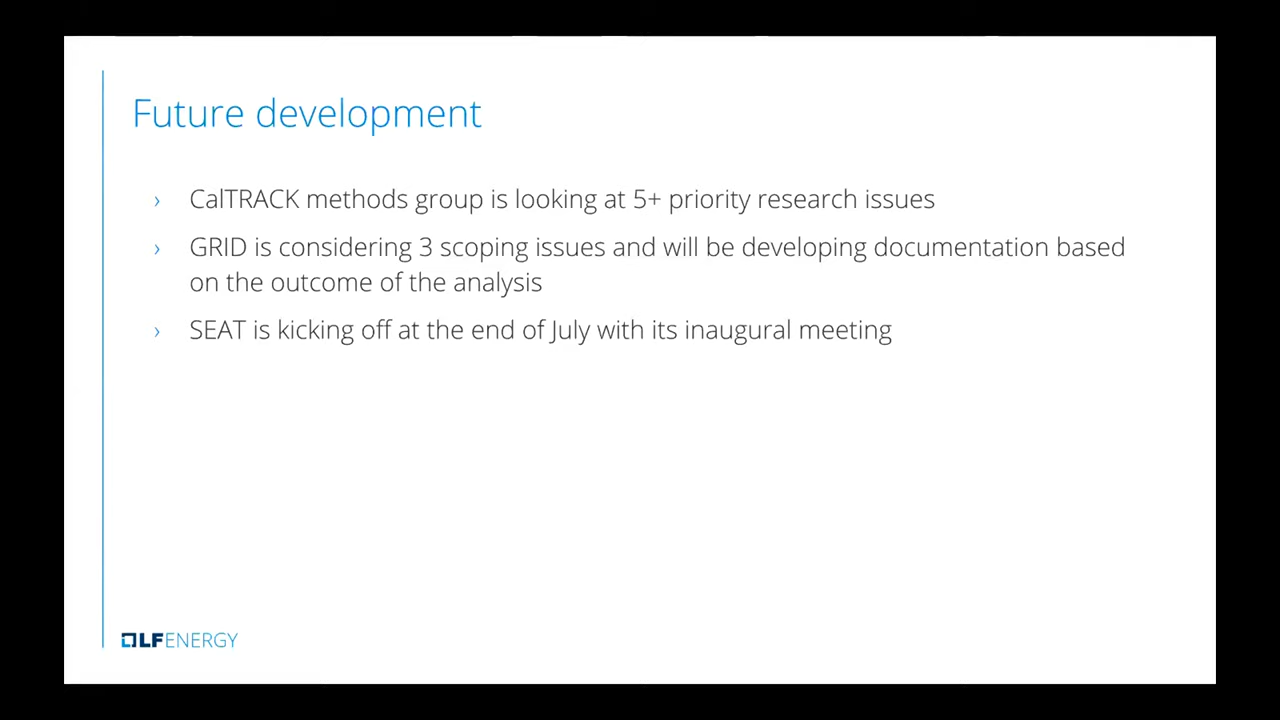 Future development
› CalTRACK methods group is looking at 5+ priority research issues
› GRID is considering 3 scoping issues and will be developing documentation based
on the outcome of the analysis
› SEAT is kicking off at the end of July with its inaugural meeting
LFENERGY